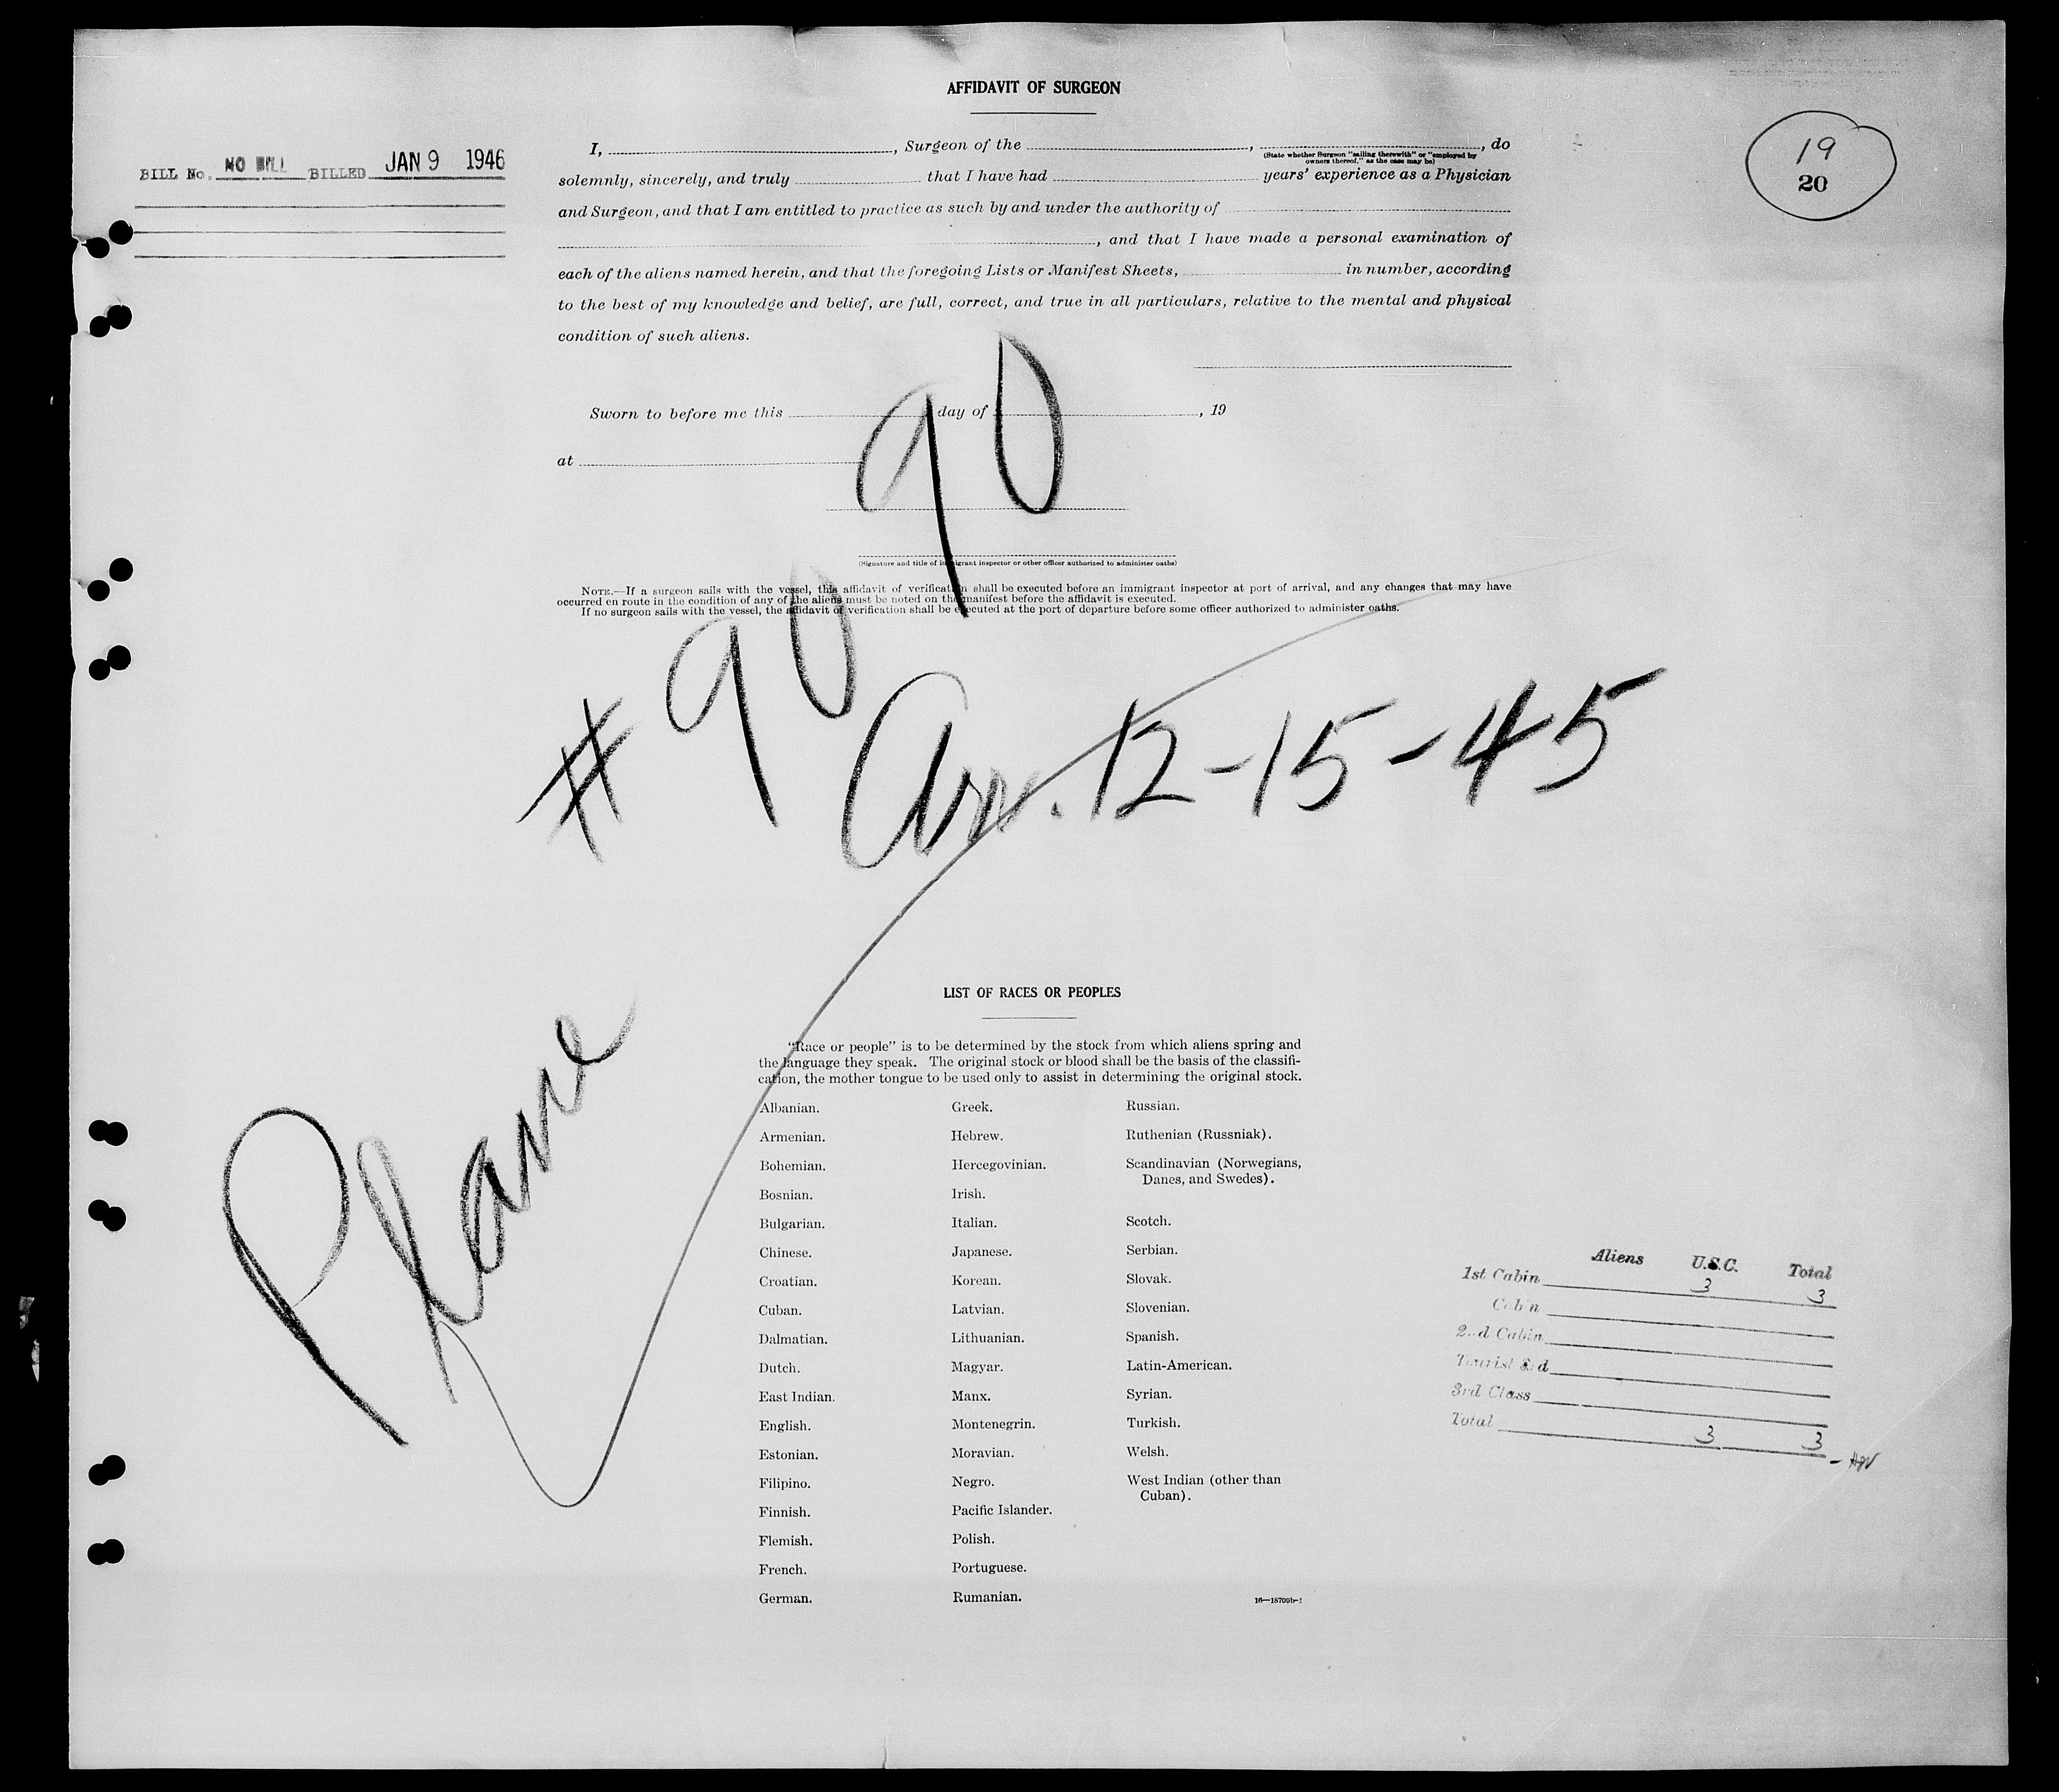 AFFIDAVIT OF SURGEON
BILL No. NO BILL BILLED JAN 9 1946
19
20
I, , Surgeon of the , , do
(State whether Surgeon "sailing therewith" or "employed by
owners thereof," as the case may be)
solemnly, sincerely, and truly that I have had years' experience as a Physician
and Surgeon, and that I am entitled to practice as such by and under the authority of
, and that I have made a personal examination of
each of the aliens named herein, and that the foregoing Lists or Manifest Sheets, in number, according
to the best of my knowledge and belief, are full, correct, and true in all particulars, relative to the mental and physical
condition of such aliens.
Sworn to before me this day of , 19
at
90
(Signature and title of immigrant inspector or other officer authorized to administer oaths)
NOTE.—If a surgeon sails with the vessel, this affidavit of verification shall be executed before an immigrant inspector at port of arrival, and any changes that may have
occurred en route in the condition of any of the aliens must be noted on the manifest before the affidavit is executed.
If no surgeon sails with the vessel, the affidavit of verification shall be executed at the port of departure before some officer authorized to administer oaths.
# 90
Arr. 12-15-45
Plane
LIST OF RACES OR PEOPLES
"Race or people" is to be determined by the stock from which aliens spring and
the language they speak. The original stock or blood shall be the basis of the classifi-
cation, the mother tongue to be used only to assist in determining the original stock.
Albanian.
Armenian.
Bohemian.
Bosnian.
Bulgarian.
Chinese.
Croatian.
Cuban.
Dalmatian.
Dutch.
East Indian.
English.
Estonian.
Filipino.
Finnish.
Flemish.
French.
German.
Greek.
Hebrew.
Hercegovinian.
Irish.
Italian.
Japanese.
Korean.
Latvian.
Lithuanian.
Magyar.
Manx.
Montenegrin.
Moravian.
Negro.
Pacific Islander.
Polish.
Portuguese.
Rumanian.
Russian.
Ruthenian (Russniak).
Scandinavian (Norwegians,
Danes, and Swedes).
Scotch.
Serbian.
Slovak.
Slovenian.
Spanish.
Latin-American.
Syrian.
Turkish.
Welsh.
West Indian (other than
Cuban).
Aliens U.S.C. Total
1st Cabin 3 3
Cabin
2nd Cabin
Tourist 3rd
3rd Class
Total 3 3